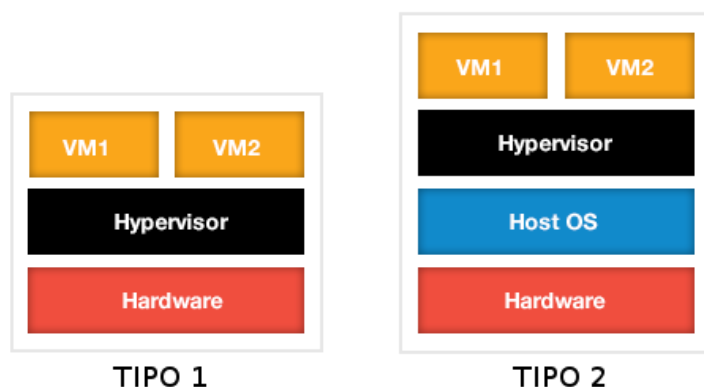 VM1 VM2
Hypervisor
Hardware
TIPO 1
VM1 VM2
Hypervisor
Host OS
Hardware
TIPO 2